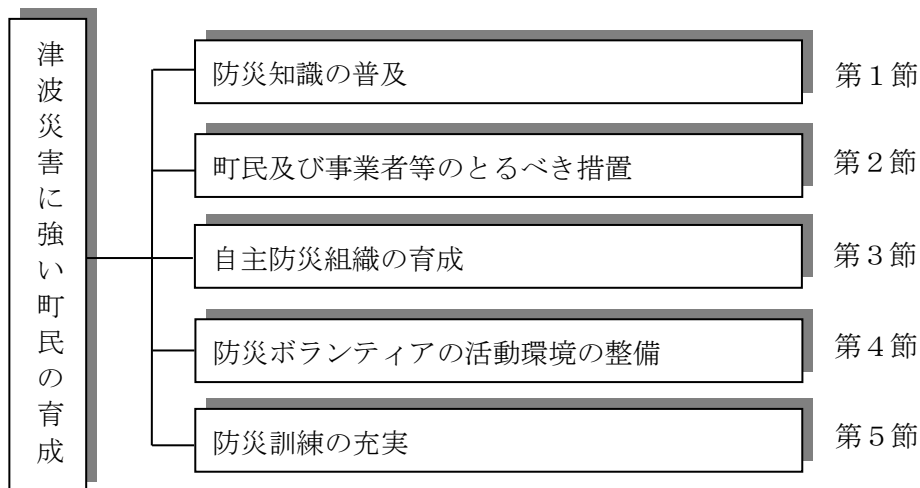 津波災害に強い町民の育成
防災知識の普及 第１節
町民及び事業者等のとるべき措置 第２節
自主防災組織の育成 第３節
防災ボランティアの活動環境の整備 第４節
防災訓練の充実 第５節